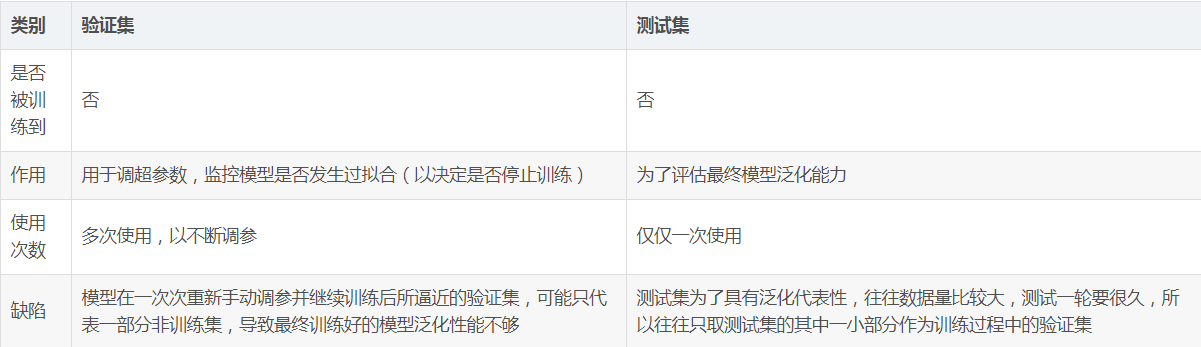 类别 验证集 测试集
是否
被训
练到
否
否
作用 用于调超参数，监控模型是否发生过拟合（以决定是否停止训练） 为了评估最终模型泛化能力
使用
次数
多次使用，以不断调参
仅仅一次使用
缺陷
模型在一次次重新手动调参并继续训练后所逼近的验证集，可能只代
表一部分非训练集，导致最终训练好的模型泛化性能不够
测试集为了具有泛化代表性，往往数据量比较大，测试一轮要很久，所
以往往只取测试集的其中一小部分作为训练过程中的验证集